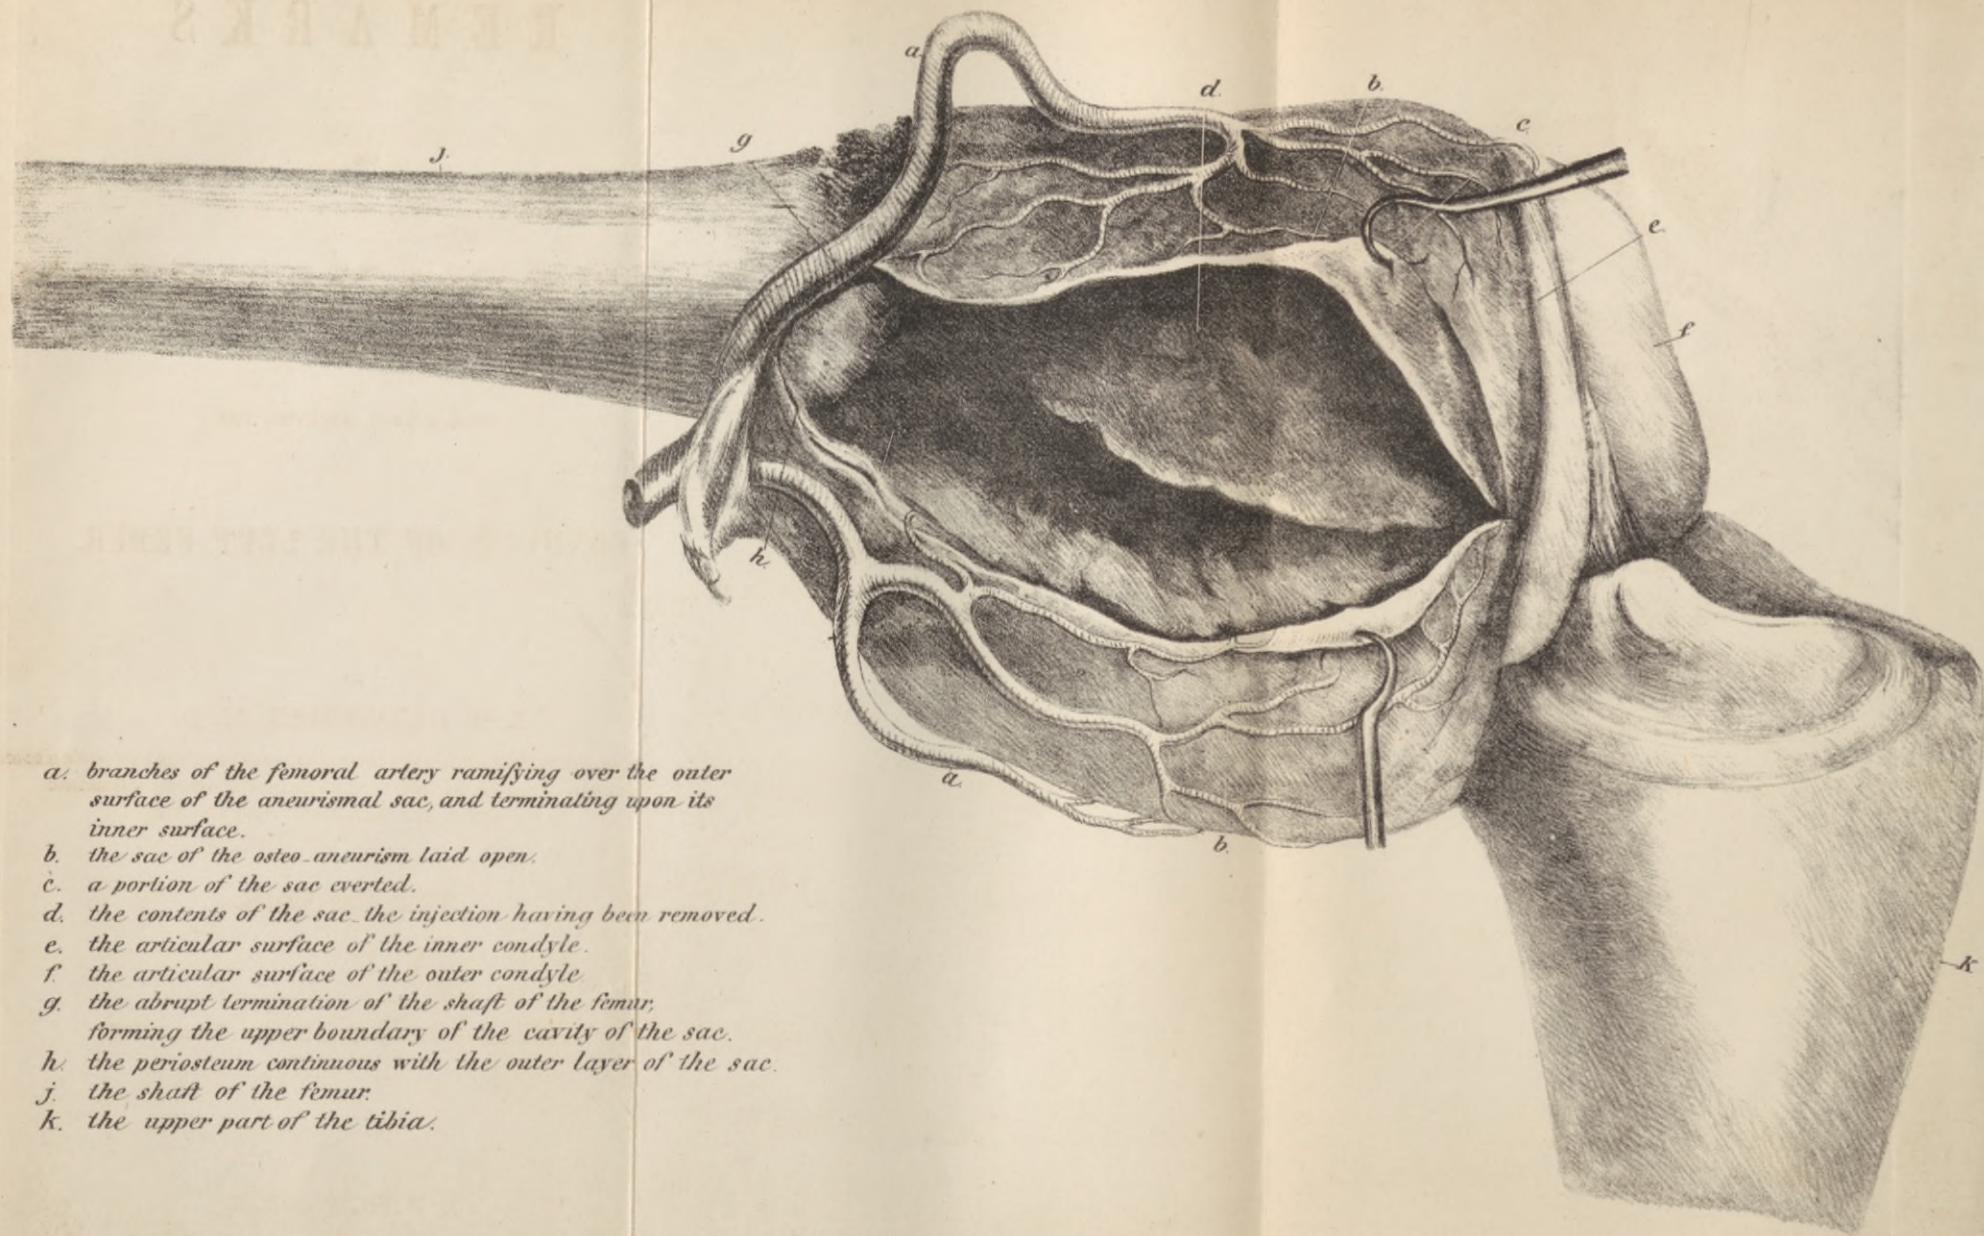 a.
d.
b.
c.
g
j.
e.
f
h.
a.
b.
k
a. branches of the femoral artery ramifying over the outer
surface of the aneurismal sac, and terminating upon its
inner surface.
b. the sac of the osteo-aneurism laid open.
c. a portion of the sac everted.
d. the contents of the sac the injection having been removed.
e. the articular surface of the inner condyle.
f. the articular surface of the outer condyle
g. the abrupt termination of the shaft of the femur,
forming the upper boundary of the cavity of the sac.
h. the periosteum continuous with the outer layer of the sac.
j. the shaft of the femur.
k. the upper part of the tibia.
REMARKS
OF THE LEFT FEMUR